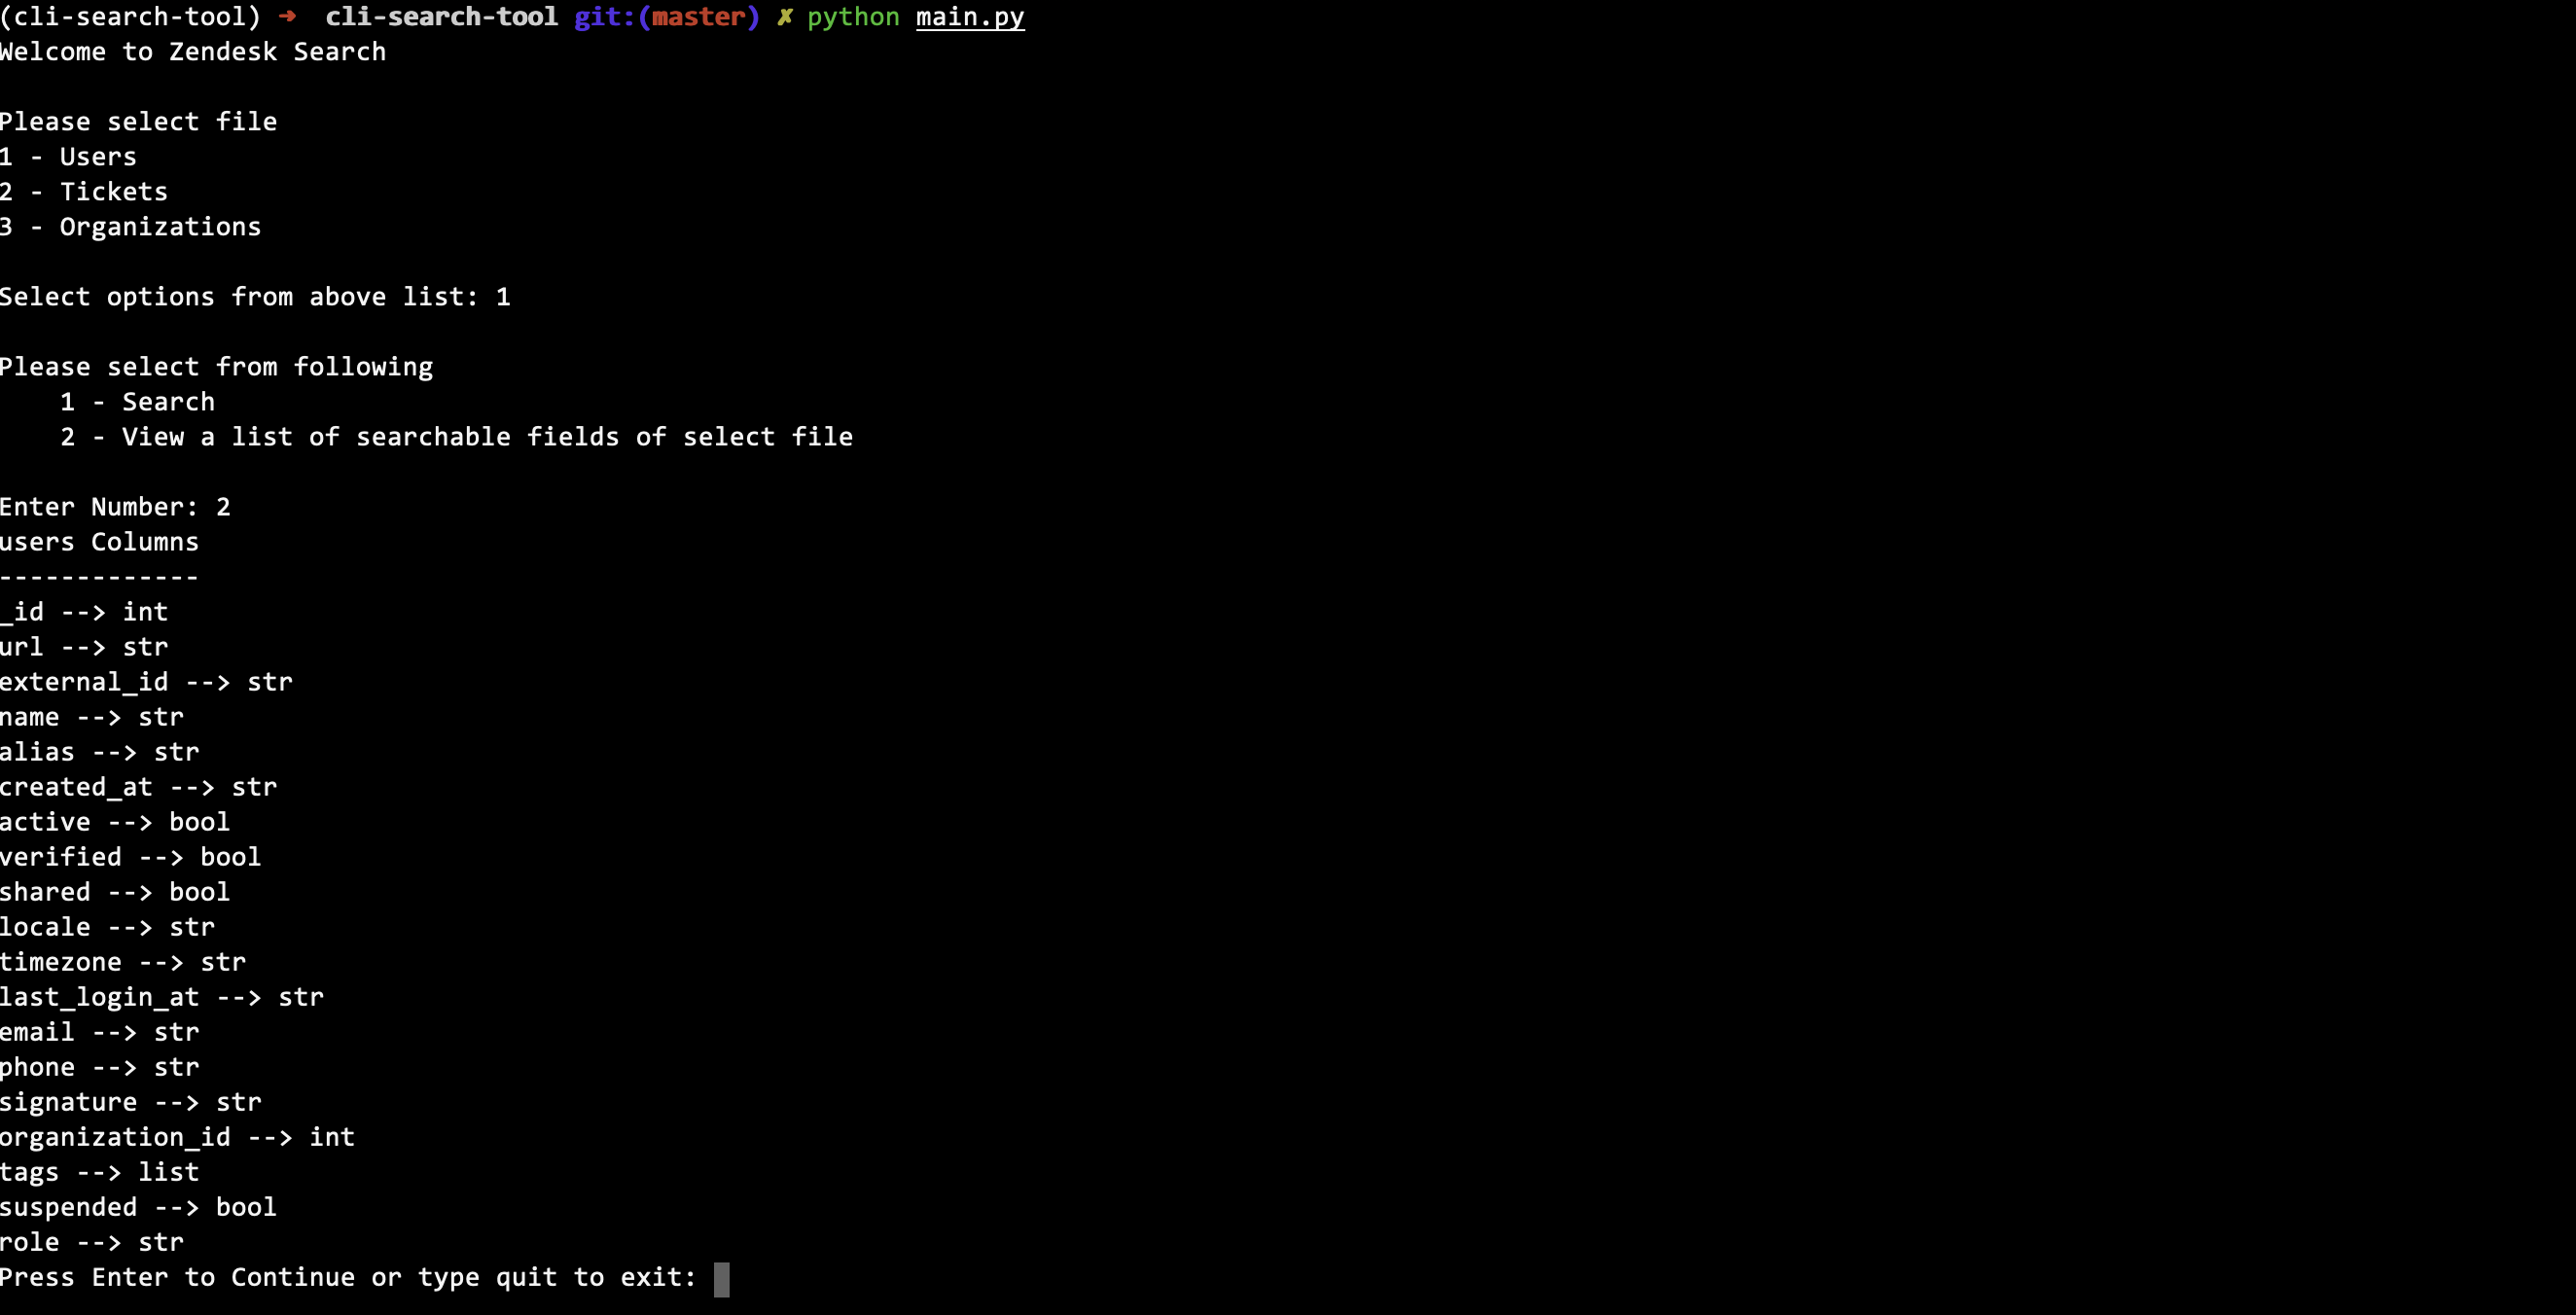 (cli-search-tool) ➜  cli-search-tool git:(master) ✗ python main.py
Welcome to Zendesk Search

Please select file
1 - Users
2 - Tickets
3 - Organizations

Select options from above list: 1

Please select from following
    1 - Search
    2 - View a list of searchable fields of select file

Enter Number: 2
users Columns
-------------
_id --> int
url --> str
external_id --> str
name --> str
alias --> str
created_at --> str
active --> bool
verified --> bool
shared --> bool
locale --> str
timezone --> str
last_login_at --> str
email --> str
phone --> str
signature --> str
organization_id --> int
tags --> list
suspended --> bool
role --> str
Press Enter to Continue or type quit to exit: